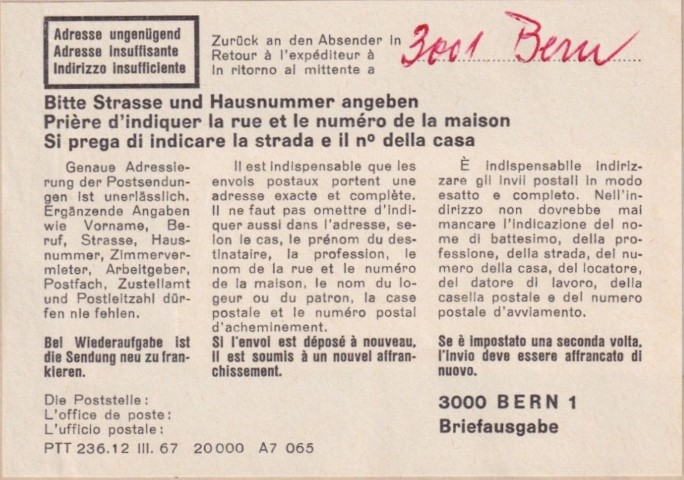 Adresse ungenügend
Adresse insuffisante
Indirizzo insufficiente
Zurück an den Absender in 3001 Bern
Retour à l'expéditeur à
In ritorno al mittente a
Bitte Strasse und Hausnummer angeben
Prière d'indiquer la rue et le numéro de la maison
Si prega di indicare la strada e il nº della casa
Genaue Adressie-
rung der Postsendun-
gen ist unerlässlich.
Ergänzende Angaben
wie Vorname, Be-
ruf, Strasse, Haus-
nummer, Zimmerver-
mieter, Arbeitgeber,
Postfach, Zustellamt
und Postleitzahl dür-
fen nie fehlen.
Bei Wiederaufgabe ist
die Sendung neu zu fran-
kieren.
Il est indispensable que les
envois postaux portent une
adresse exacte et complète.
Il ne faut pas omettre d'indi-
quer aussi dans l'adresse, se-
lon le cas, le prénom du des-
tinataire, la profession, le
nom de la rue et le numéro
de la maison, le nom du lo-
geur ou du patron, la case
postale et le numéro postal
d'acheminement.
Si l'envoi est déposé à nouveau,
il est soumis à un nouvel affran-
chissement.
È indispensabile indiriz-
zare gli invii postali in modo
esatto e completo. Nell'in-
dirizzo non dovrebbe mai
mancare l'indicazione del no-
me di battesimo, della pro-
fessione, della strada, del nu-
mero della casa, del locatore,
del datore di lavoro, della
casella postale e del numero
postale d'avviamento.
Se è impostato una seconda volta,
l'invio deve essere affrancato di
nuovo.
Die Poststelle:
L'office de poste:
L'ufficio postale:
3000 BERN 1
Briefausgabe
PTT 236.12 III. 67 20 000 A7 065